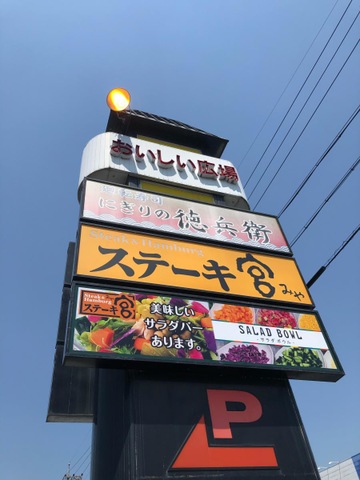 おいしい広場
にぎりの徳兵衛
Steak & Hamburg
ステーキ宮みや
Steak & Hamburg
ステーキ宮
美味しい
サラダバー
あります。
SALAD BOWL
- サラダ ボウル -
P